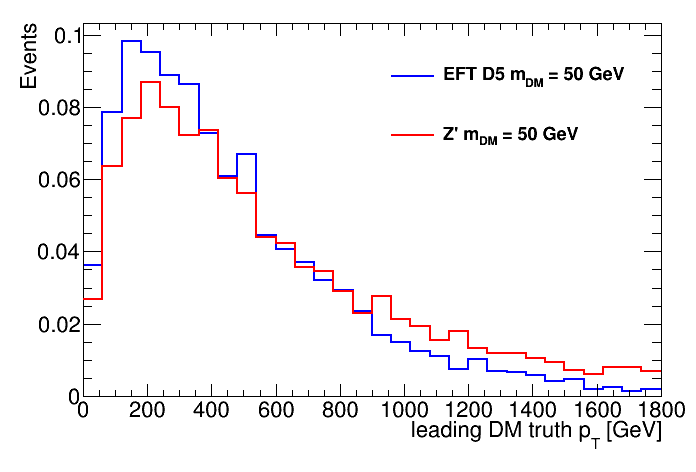 Events
0.1
0.08
0.06
0.04
0.02
0
EFT D5 m_DM = 50 GeV
Z' m_DM = 50 GeV
0 200 400 600 800 1000 1200 1400 1600 1800
leading DM truth p_T [GeV]